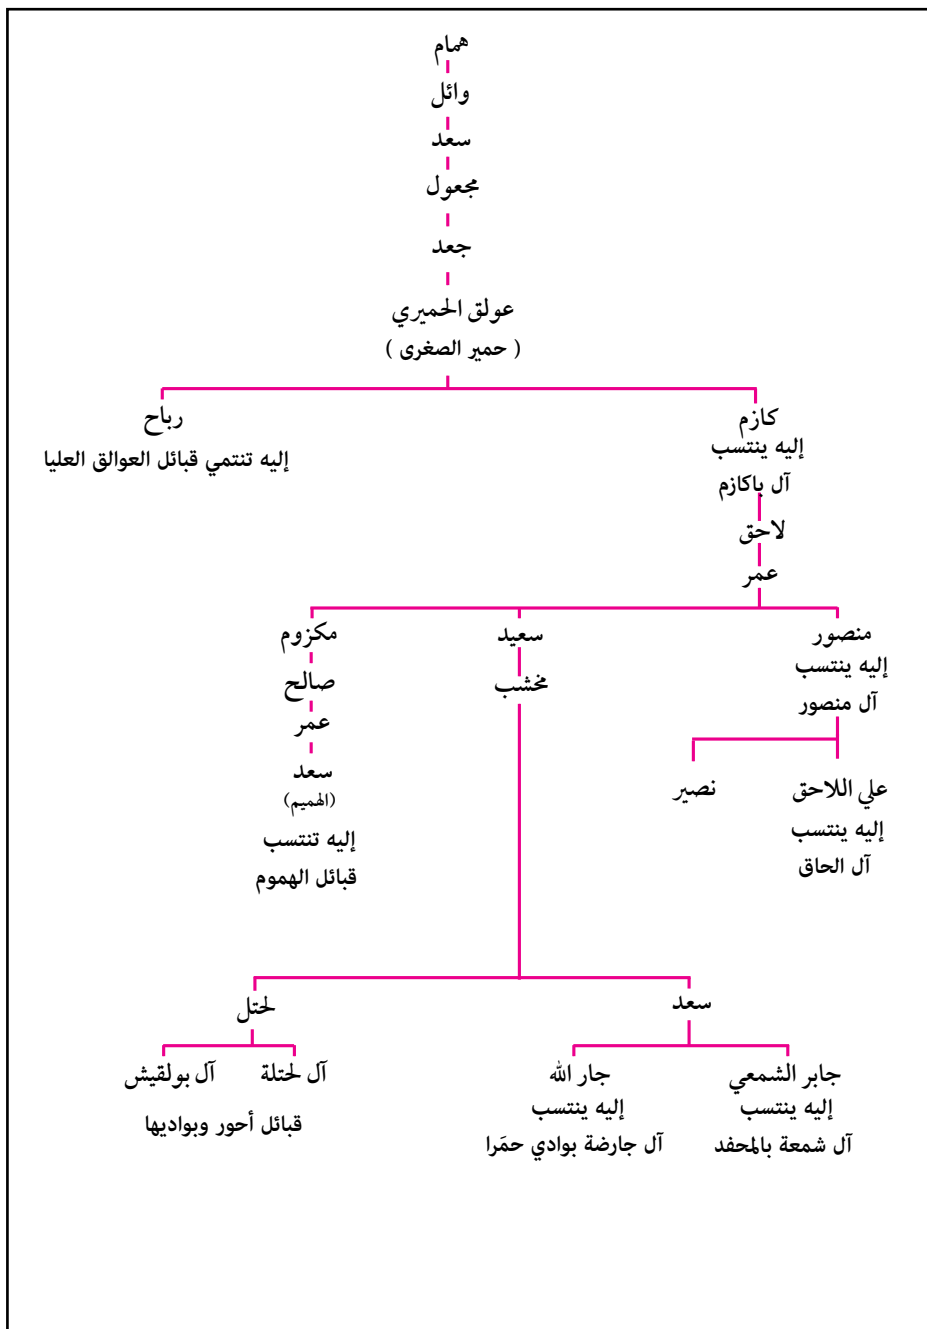 همام
وائل
سعد
مجعول
جعد
عولق الحميري
( حمير الصغرى )
كازم
إليه ينتسب
آل باكازم
رباح
إليه تنتمي قبائل العوالق العليا
لاحق
عمر
منصور
إليه ينتسب
آل منصور
سعيد
مخشب
مكزوم
صالح
عمر
سعد
(الهميم)
إليه تنتسب
قبائل الهموم
علي اللاحق
إليه ينتسب
آل الحاق
نصير
سعد
لحتل
جابر الشمعي
إليه ينتسب
آل شمعة بالمحفد
جار الله
إليه ينتسب
آل جارضة بوادي حمَرا
آل لحتلة
آل بولقيش
قبائل أحور وبواديها